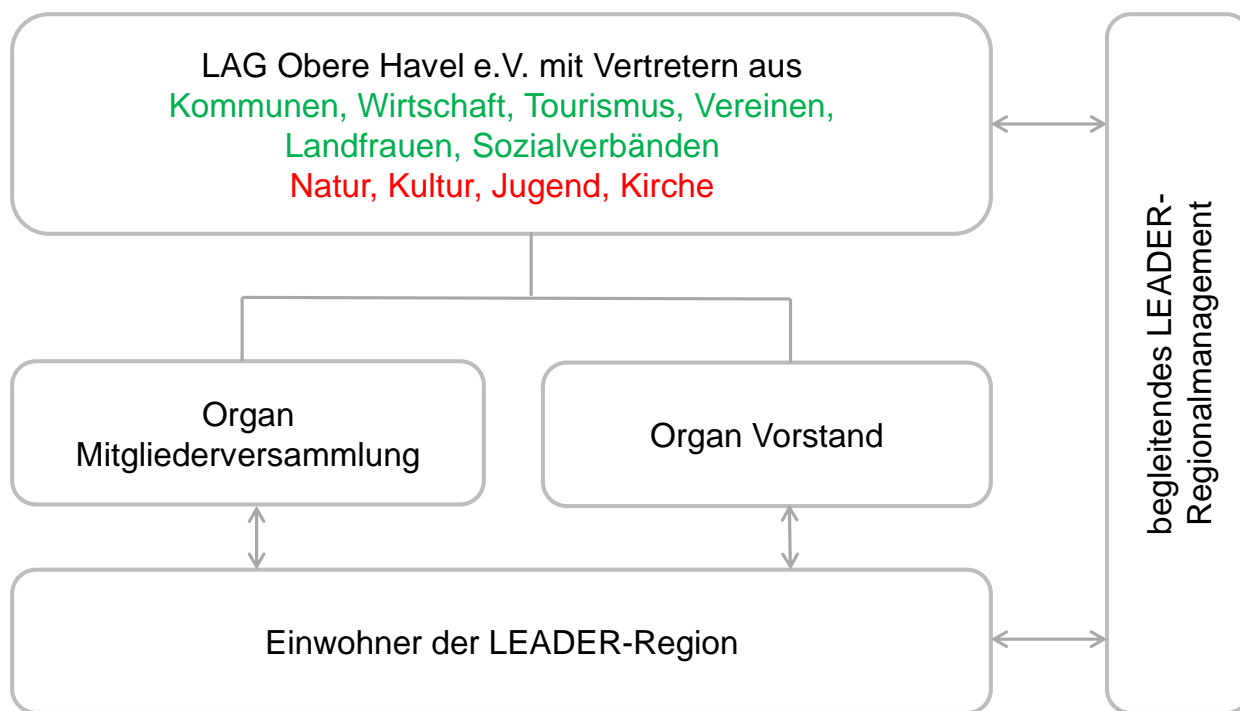 LAG Obere Havel e.V. mit Vertretern aus
Kommunen, Wirtschaft, Tourismus, Vereinen,
Landfrauen, Sozialverbänden
Natur, Kultur, Jugend, Kirche
Organ
Mitgliederversammlung
Organ Vorstand
Einwohner der LEADER-Region
begleitendes LEADER-
Regionalmanagement